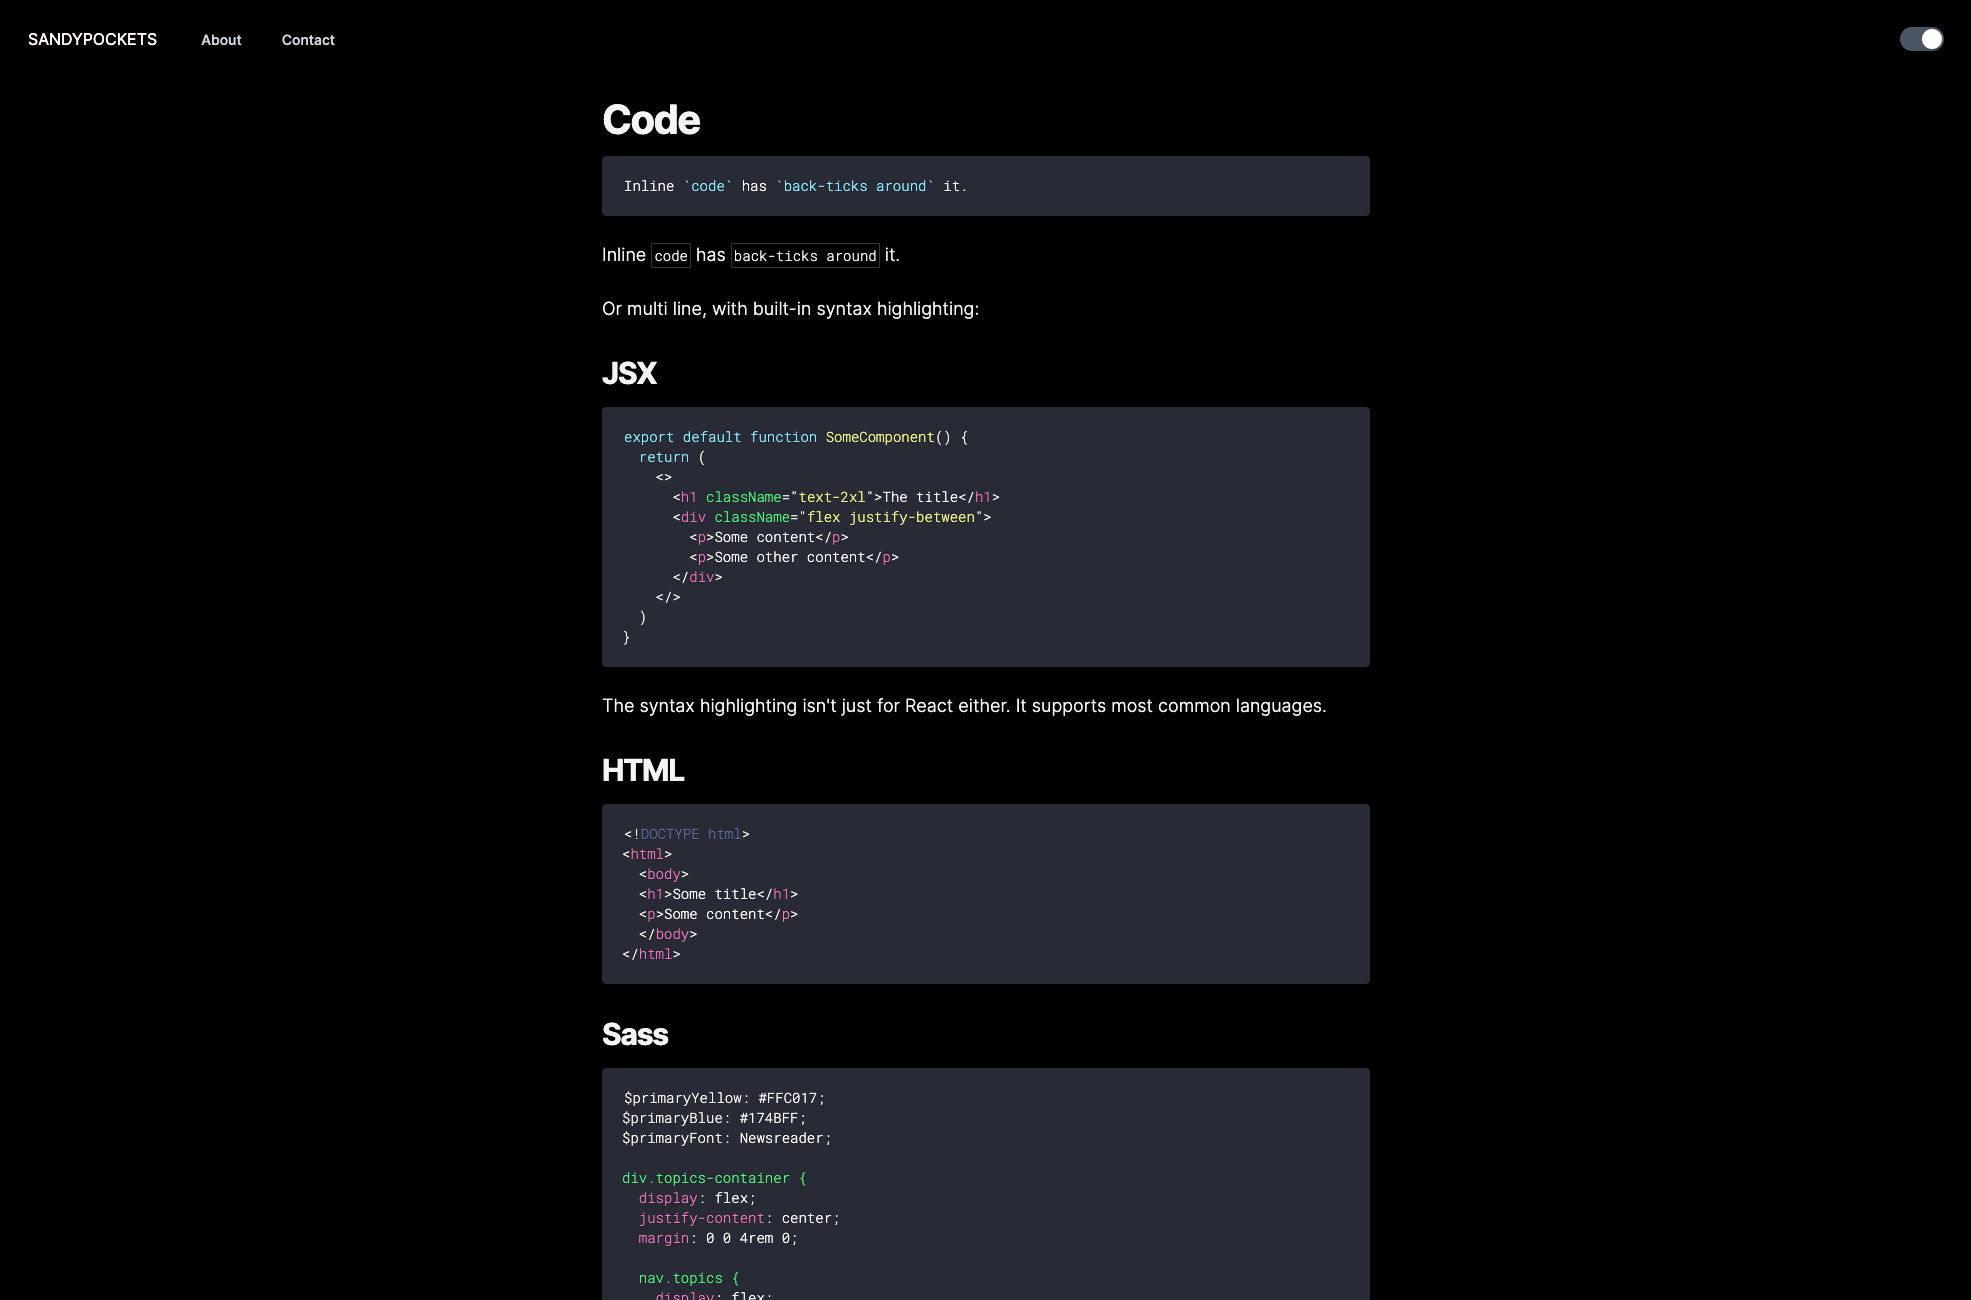 SANDYPOCKETS About Contact
Code
Inline `code` has `back-ticks around` it.
Inline code has back-ticks around it.
Or multi line, with built-in syntax highlighting:
JSX
export default function SomeComponent() {
  return (
    <>
      <h1 className="text-2xl">The title</h1>
      <div className="flex justify-between">
        <p>Some content</p>
        <p>Some other content</p>
      </div>
    </>
  )
}
The syntax highlighting isn't just for React either. It supports most common languages.
HTML
<!DOCTYPE html>
<html>
  <body>
  <h1>Some title</h1>
  <p>Some content</p>
  </body>
</html>
Sass
$primaryYellow: #FFC017;
$primaryBlue: #174BFF;
$primaryFont: Newsreader;
div.topics-container {
  display: flex;
  justify-content: center;
  margin: 0 0 4rem 0;
  nav.topics {
    display: flex;